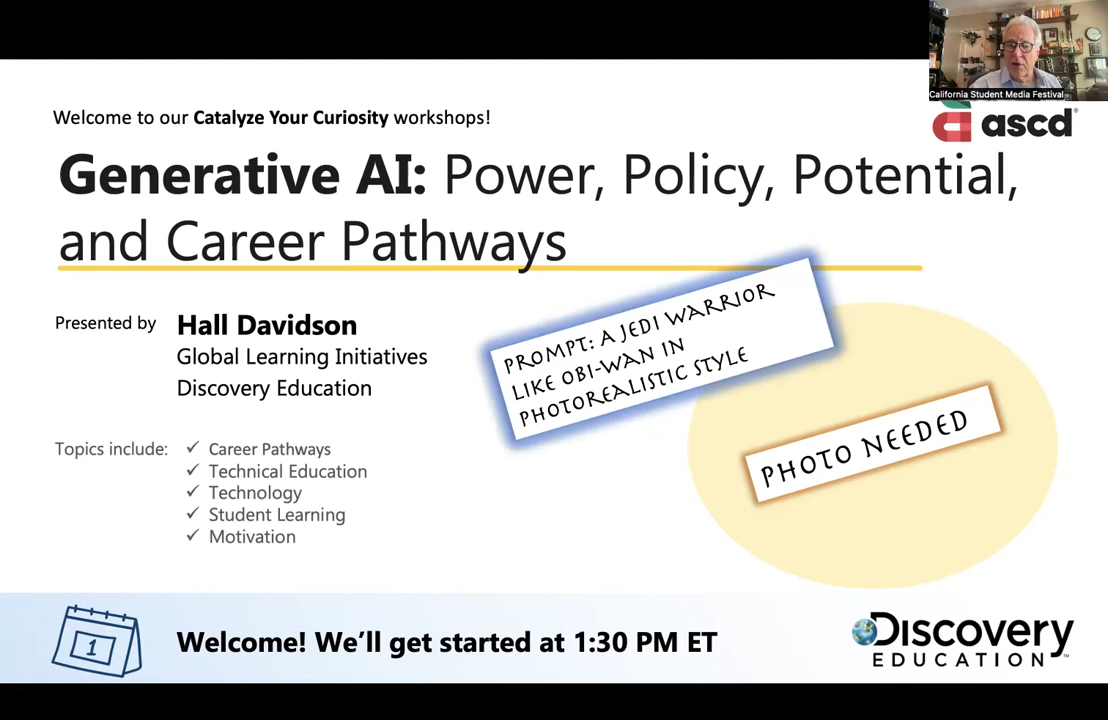 California Student Media Festival
ascd
Welcome to our Catalyze Your Curiosity workshops!
Generative AI: Power, Policy, Potential,
and Career Pathways
Presented by Hall Davidson
Global Learning Initiatives
Discovery Education
PROMPT: A JEDI WARRIOR
LIKE OBI-WAN IN
PHOTOREALISTIC STYLE
PHOTO NEEDED
Topics include: ✓ Career Pathways
✓ Technical Education
✓ Technology
✓ Student Learning
✓ Motivation
1
Welcome! We’ll get started at 1:30 PM ET
Discovery
EDUCATION